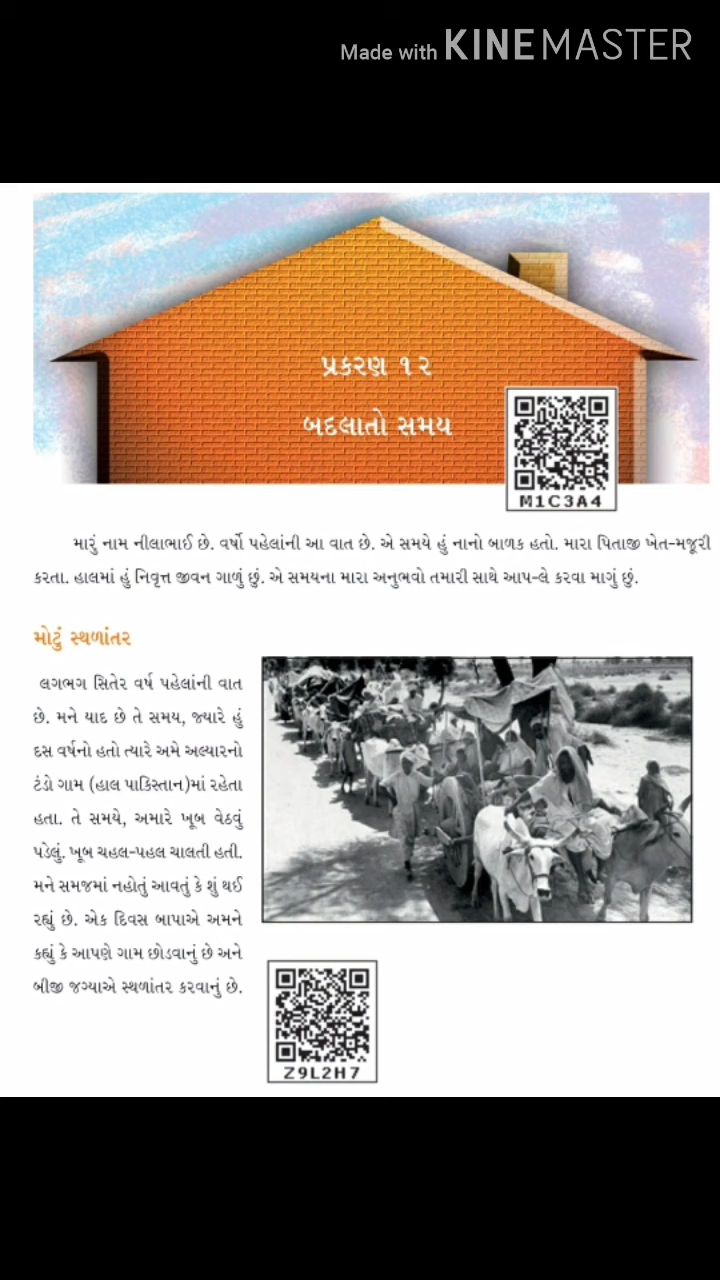 Made with KINEMASTER
પ્રકરણ ૧૨
બદલાતો સમય
M1C3A4
મારું નામ નીલાભાઈ છે. વર્ષો પહેલાંની આ વાત છે. એ સમયે હું નાનો બાળક હતો. મારા પિતાજી ખેત-મજૂરી
કરતા. હાલમાં હું નિવૃત્ત જીવન ગાળું છું. એ સમયના મારા અનુભવો તમારી સાથે આપ-લે કરવા માગું છું.
મોટું સ્થળાંતર
લગભગ સિતેર વર્ષ પહેલાંની વાત
છે. મને યાદ છે તે સમય, જ્યારે હું
દસ વર્ષનો હતો ત્યારે અમે અલ્યારનો
ટંડો ગામ (હાલ પાકિસ્તાન)માં રહેતા
હતા. તે સમયે, અમારે ખૂબ વેઠવું
પડેલું. ખૂબ ચહલ-પહલ ચાલતી હતી.
મને સમજમાં નહોતું આવતું કે શું થઈ
રહ્યું છે. એક દિવસ બાપાએ અમને
કહ્યું કે આપણે ગામ છોડવાનું છે અને
બીજી જગ્યાએ સ્થળાંતર કરવાનું છે.
Z9L2H7